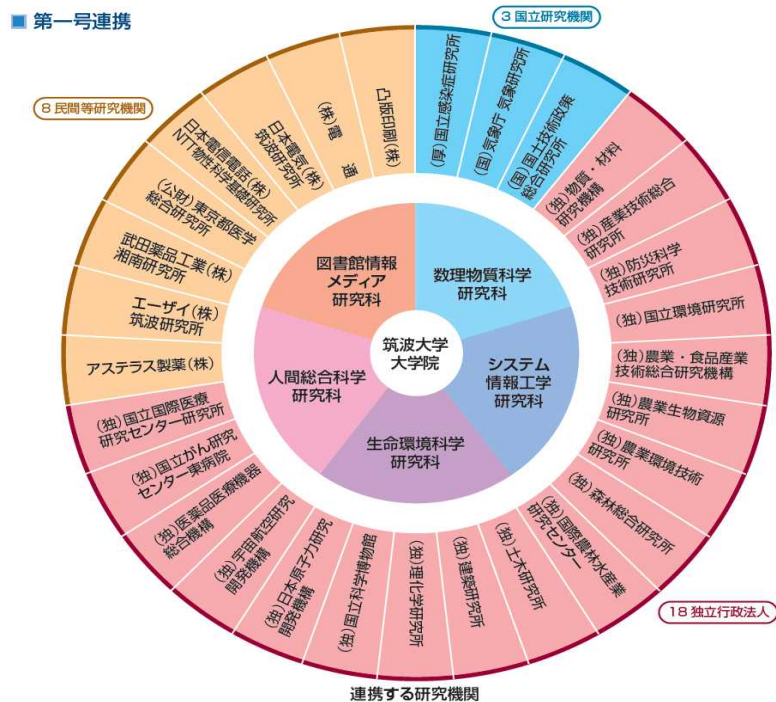 第一号連携
3 国立研究機関
(厚)国立感染症研究所
(国)気象庁 気象研究所
(国)国土技術政策
総合研究所
18 独立行政法人
(独)物質・材料
研究機構
(独)産業技術総合
研究所
(独)防災科学
技術研究所
(独)国立環境研究所
(独)農業・食品産業
技術総合研究機構
(独)農業生物資源
研究所
(独)農業環境技術
研究所
(独)森林総合研究所
(独)国際農林水産業
研究センター
(独)土木研究所
(独)建築研究所
(独)理化学研究所
(独)国立科学博物館
(独)日本原子力研究
開発機構
(独)宇宙航空研究
開発機構
(独)医薬品医療機器
総合機構
(独)国立がん研究
センター東病院
(独)国立国際医療
研究センター研究所
8 民間等研究機関
アステラス製薬(株)
エーザイ(株)
筑波研究所
武田薬品工業(株)
湘南研究所
(公財)東京都医学
総合研究所
日本電信電話(株)
NTT物性科学基礎研究所
日本電気(株)
筑波研究所
(株)電 通
凸版印刷(株)
図書館情報
メディア
研究科
数理物質科学
研究科
システム
情報工学
研究科
生命環境科学
研究科
人間総合科学
研究科
筑波大学
大学院
連携する研究機関